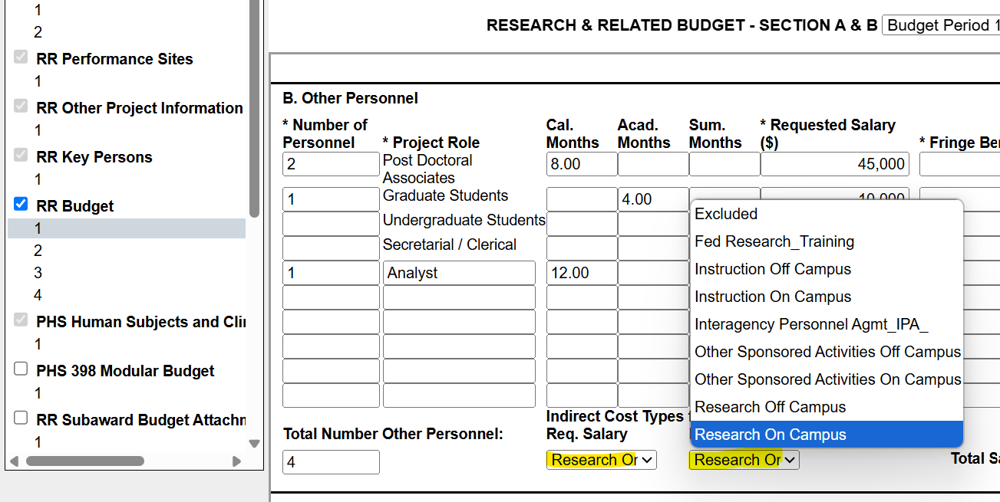 1
2
RR Performance Sites
1
RR Other Project Information
1
RR Key Persons
1
RR Budget
1
2
3
4
PHS Human Subjects and Cli
1
PHS 398 Modular Budget
1
RR Subaward Budget Attachn
1
RESEARCH & RELATED BUDGET - SECTION A & B Budget Period 1
B. Other Personnel
* Number of Personnel * Project Role Cal. Months Acad. Months Sum. Months * Requested Salary ($) * Fringe Be
2 Post Doctoral Associates 8.00 45,000
1 Graduate Students 4.00 10,000
Undergraduate Students
Secretarial / Clerical
1 Analyst 12.00
Excluded
Fed Research_Training
Instruction Off Campus
Instruction On Campus
Interagency Personnel Agmt_IPA_
Other Sponsored Activities Off Campus
Other Sponsored Activities On Campus
Research Off Campus
Research On Campus
Indirect Cost Types
Total Number Other Personnel: Req. Salary
4 Research Or Research Or Total Sa